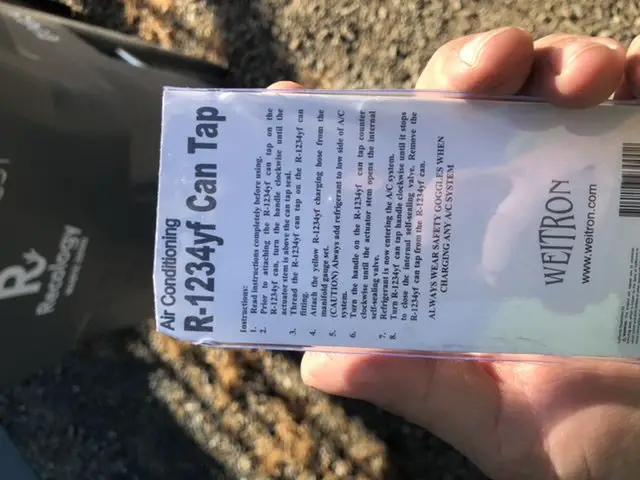 Air Conditioning
R-1234yf Can Tap
Instructions:
1. Read instructions completely before using.
2. Prior to attaching the R-1234yf can tap on the
R-1234yf can, turn the handle clockwise until the
actuator stem is above the can tap seal.
3. Thread the R-1234yf can tap on the R-1234yf can
fitting.
4. Attach the yellow R-1234yf charging hose from the
manifold gauge set.
5. (CAUTION) Always add refrigerant to low side of A/C
system.
6. Turn the handle on the R-1234yf can tap counter
clockwise until the actuator stem opens the internal
self-sealing valve.
7. Refrigerant is now entering the A/C system.
8. Turn R-1234yf can tap handle clockwise until it stops
to close the internal self-sealing valve. Remove the
R-1234yf can tap from the R-1234yf can.
ALWAYS WEAR SAFETY GOGGLES WHEN
CHARGING ANY A/C SYSTEM
WEITRON
www.weitron.com
Recology